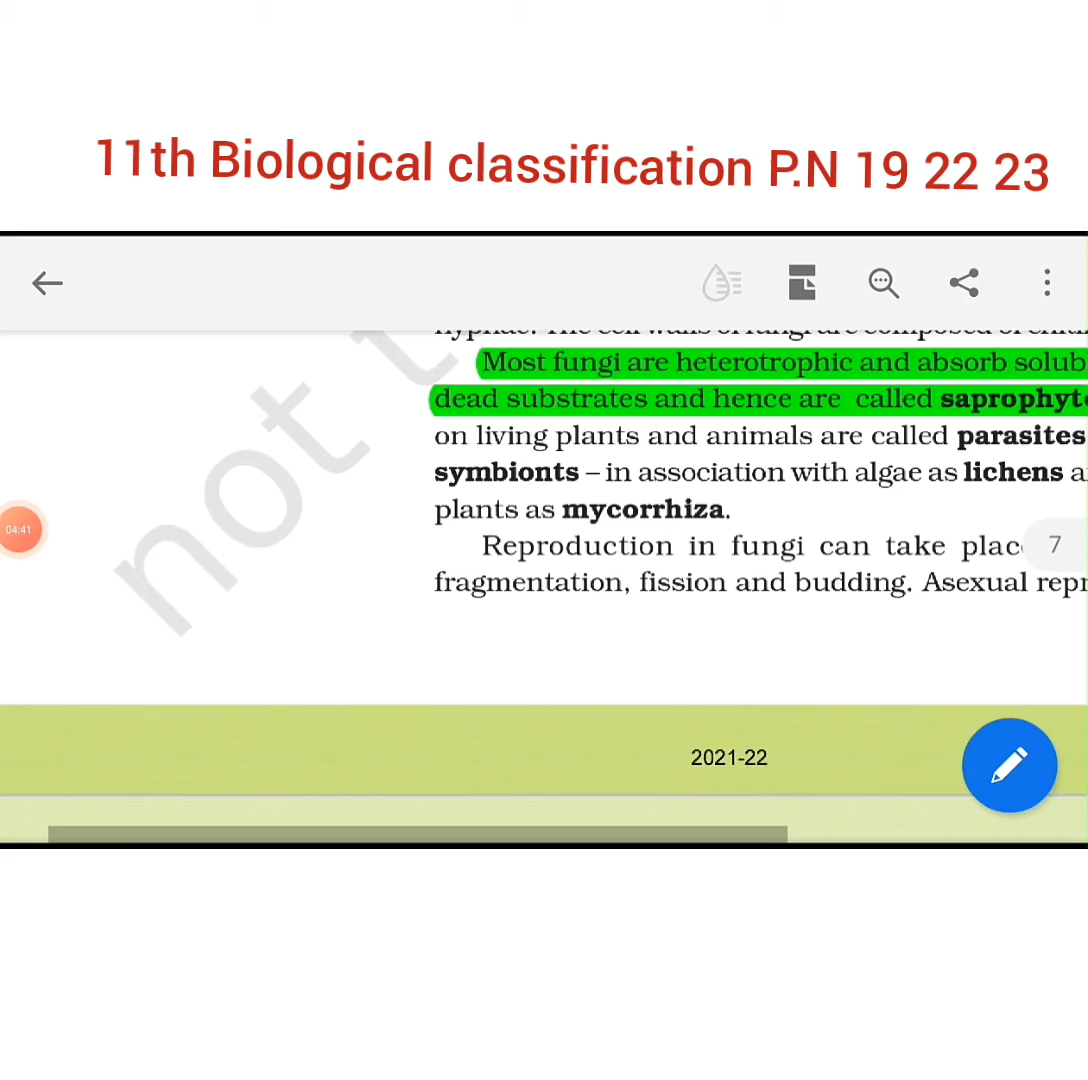 11th Biological classification P.N 19 22 23
Most fungi are heterotrophic and absorb solub
dead substrates and hence are called saprophyt
on living plants and animals are called parasites
symbionts – in association with algae as lichens a
plants as mycorrhiza.
Reproduction in fungi can take plac
7
fragmentation, fission and budding. Asexual repr
not t
04:41
2021-22